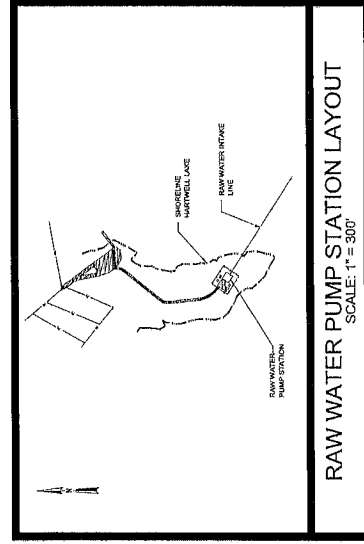 SHORELINE
HARTWELL LAKE
RAW WATER INTAKE
LINE
RAW WATER
PUMP STATION
N
RAW WATER PUMP STATION LAYOUT
SCALE: 1" = 300'